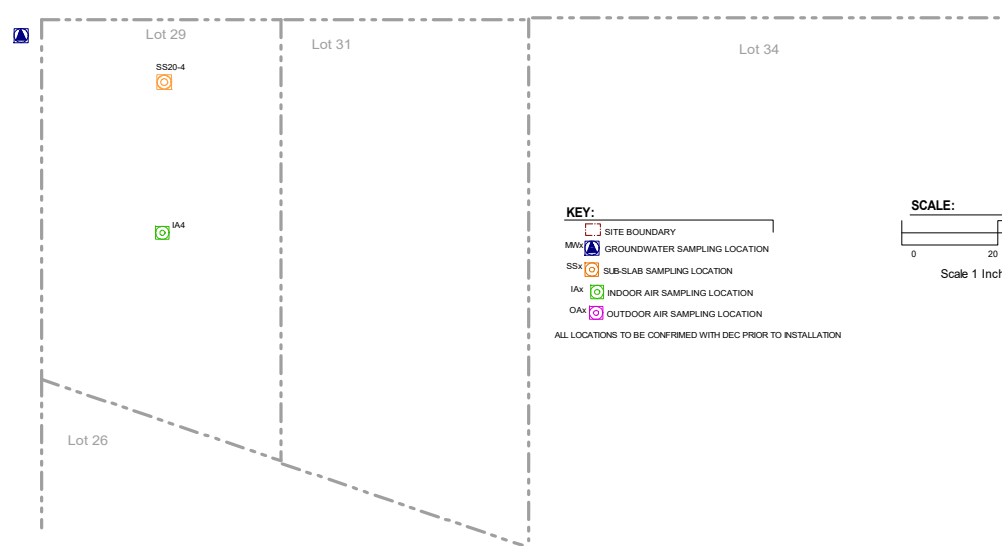 Lot 29
Lot 31
Lot 34
SS20-4
IA4
Lot 26
KEY:
SITE BOUNDARY
MWx GROUNDWATER SAMPLING LOCATION
SSx SUB-SLAB SAMPLING LOCATION
IAx INDOOR AIR SAMPLING LOCATION
OAx OUTDOOR AIR SAMPLING LOCATION
ALL LOCATIONS TO BE CONFRIMED WITH DEC PRIOR TO INSTALLATION
SCALE:
0 20
Scale 1 Inch